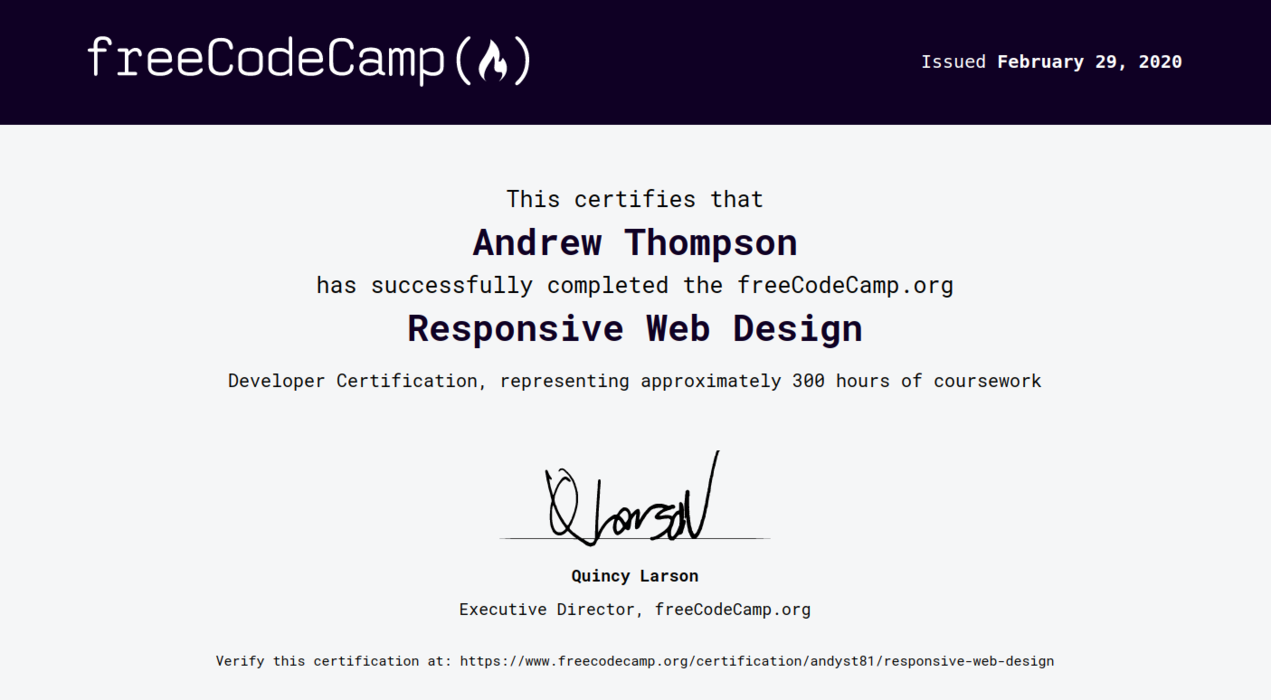 freeCodeCamp(🔥)
Issued February 29, 2020
This certifies that
Andrew Thompson
has successfully completed the freeCodeCamp.org
Responsive Web Design
Developer Certification, representing approximately 300 hours of coursework
Q Larson
Quincy Larson
Executive Director, freeCodeCamp.org
Verify this certification at: https://www.freecodecamp.org/certification/andyst81/responsive-web-design